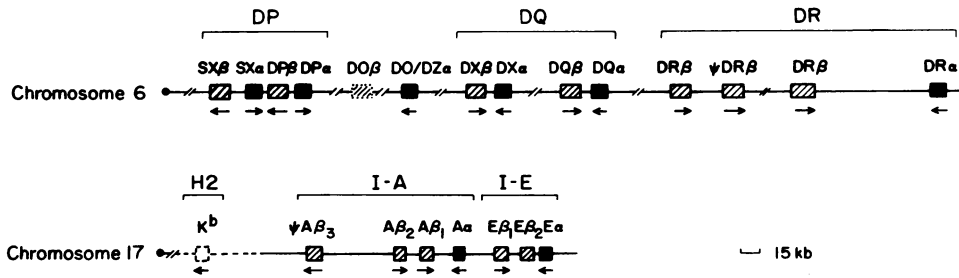 DP DQ DR
SXβ SXα DPβ DPα DOβ DO/DZα DXβ DXα DQβ DQα DRβ ψDRβ DRβ DRα
Chromosome 6
H2 I-A I-E
K^b ψAβ₃ Aβ₂ Aβ₁ Aα Eβ₁ Eβ₂ Eα
Chromosome 17 15 kb